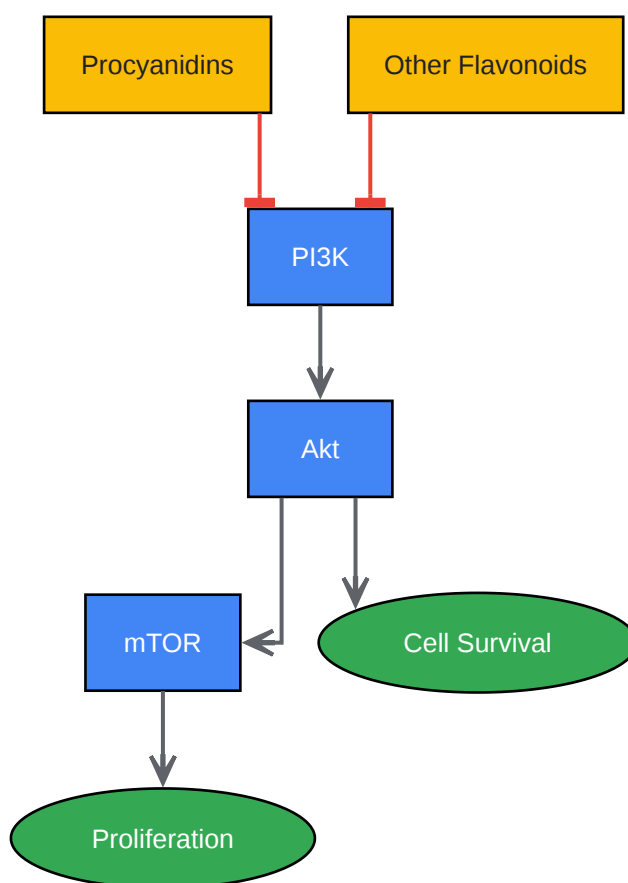 Procyanidins
Other Flavonoids
PI3K
Akt
mTOR
Cell Survival
Proliferation